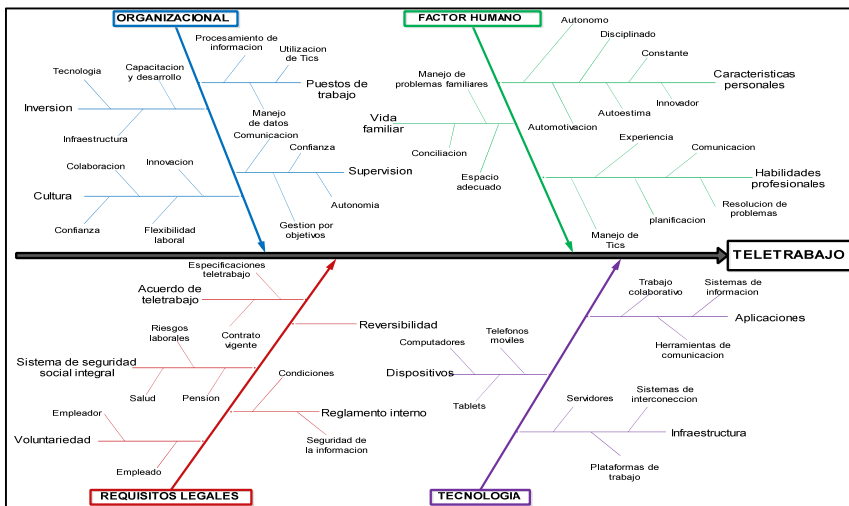 ORGANIZACIONAL
FACTOR HUMANO
Procesamiento de
informacion
Utilizacion
de Tics
Tecnologia
Capacitacion
y desarrollo
Puestos de
trabajo
Inversion
Infraestructura
Manejo
de datos
Comunicacion
Confianza
Colaboracion
Innovacion
Supervision
Cultura
Autonomia
Confianza
Flexibilidad
laboral
Gestion por
objetivos
Autonomo
Disciplinado
Constante
Manejo de
problemas familiares
Caracteristicas
personales
Innovador
Vida
familiar
Automotivacion
Autoestima
Experiencia
Comunicacion
Conciliacion
Espacio
adecuado
Habilidades
profesionales
Resolucion de
problemas
planificacion
Manejo de
Tics
TELETRABAJO
Especificaciones
teletrabajo
Acuerdo de
teletrabajo
Contrato
vigente
Reversibilidad
Riesgos
laborales
Sistema de seguridad
social integral
Salud
Pension
Condiciones
Empleador
Reglamento interno
Voluntariedad
Seguridad de
la informacion
Empleado
Trabajo
colaborativo
Sistemas de
informacion
Aplicaciones
Herramientas de
comunicacion
Computadores
Telefonos
moviles
Dispositivos
Tablets
Servidores
Sistemas de
interconeccion
Infraestructura
Plataformas de
trabajo
REQUISITOS LEGALES
TECNOLOGIA